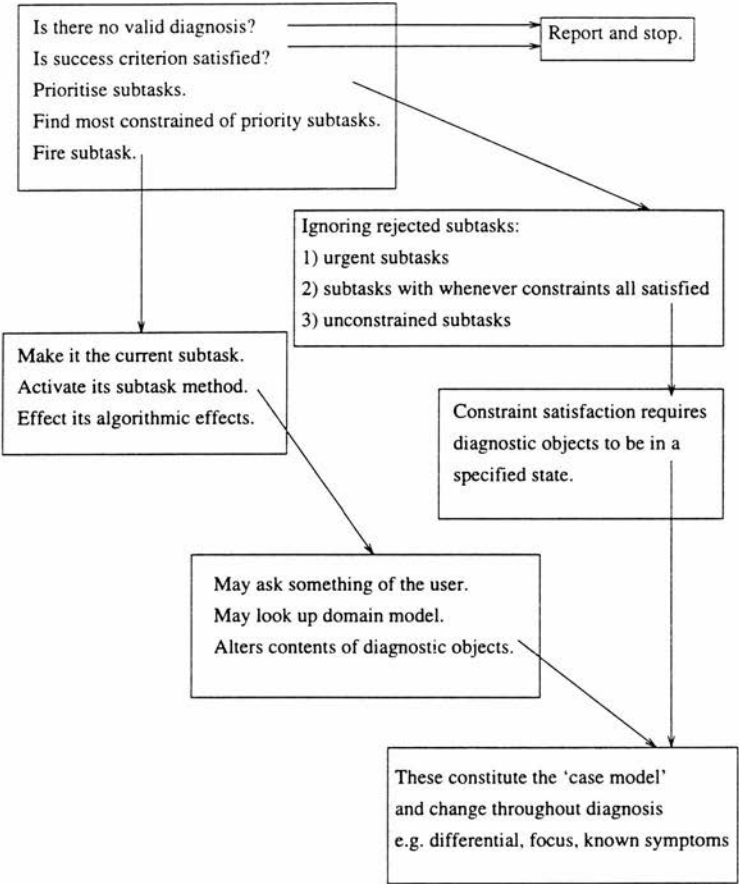 Is there no valid diagnosis?
Is success criterion satisfied?
Prioritise subtasks.
Find most constrained of priority subtasks.
Fire subtask.
Report and stop.
Ignoring rejected subtasks:
1) urgent subtasks
2) subtasks with whenever constraints all satisfied
3) unconstrained subtasks
Make it the current subtask.
Activate its subtask method.
Effect its algorithmic effects.
Constraint satisfaction requires
diagnostic objects to be in a
specified state.
May ask something of the user.
May look up domain model.
Alters contents of diagnostic objects.
These constitute the ‘case model’
and change throughout diagnosis
e.g. differential, focus, known symptoms